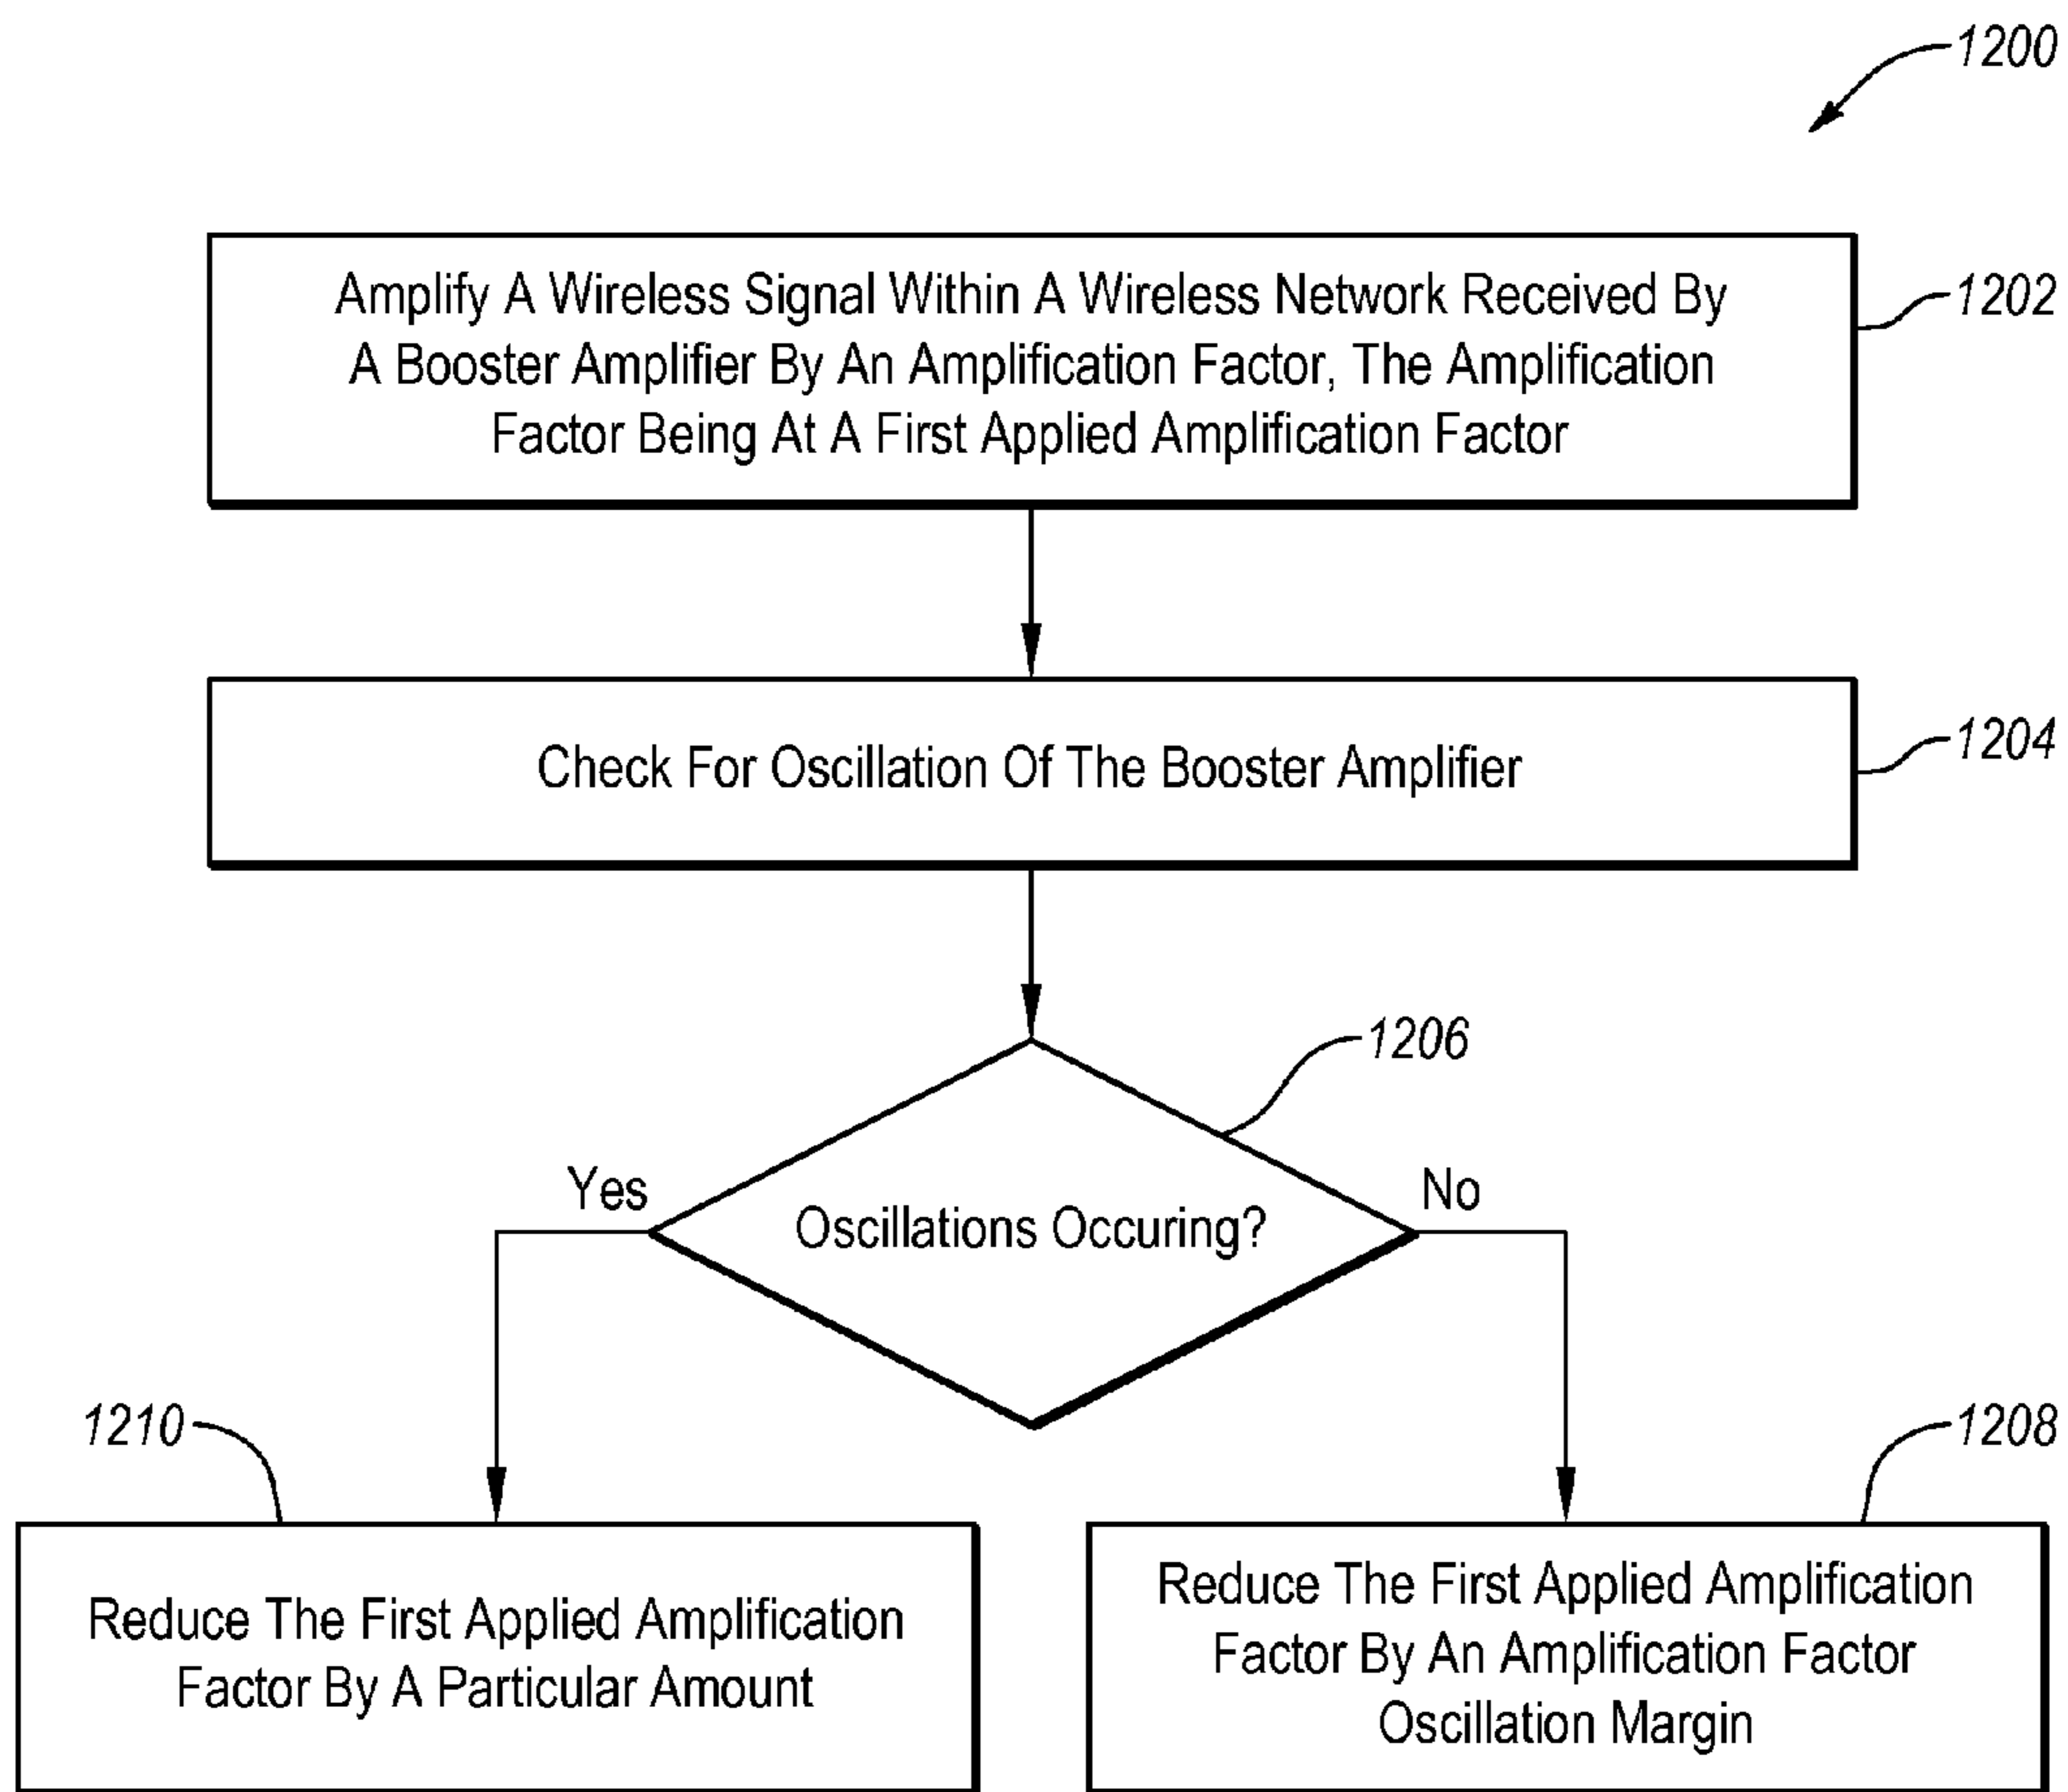 1200
Amplify A Wireless Signal Within A Wireless Network Received By
A Booster Amplifier By An Amplification Factor, The Amplification
Factor Being At A First Applied Amplification Factor
1202
Check For Oscillation Of The Booster Amplifier
1204
1206
Yes
No
Oscillations Occuring?
1210
1208
Reduce The First Applied Amplification
Factor By A Particular Amount
Reduce The First Applied Amplification
Factor By An Amplification Factor
Oscillation Margin